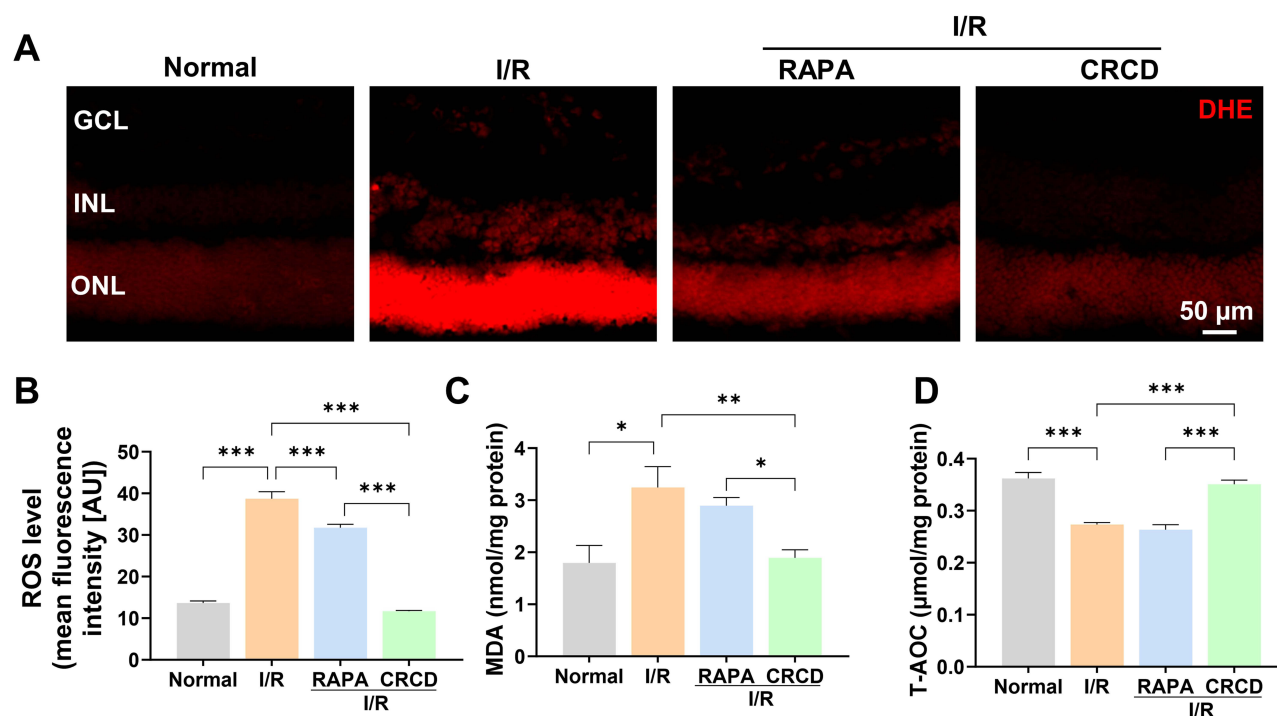 A
I/R
Normal
I/R
RAPA
CRCD
GCL
INL
ONL
DHE
50 µm
B
ROS level
(mean fluorescence
intensity [AU])
50
40
30
20
10
0
***
***
***
***
Normal
I/R
RAPA
CRCD
I/R
C
MDA (nmol/mg protein)
4
3
2
1
0
**
*
*
Normal
I/R
RAPA
CRCD
I/R
D
T-AOC (µmol/mg protein)
0.4
0.3
0.2
0.1
0.0
***
***
***
Normal
I/R
RAPA
CRCD
I/R